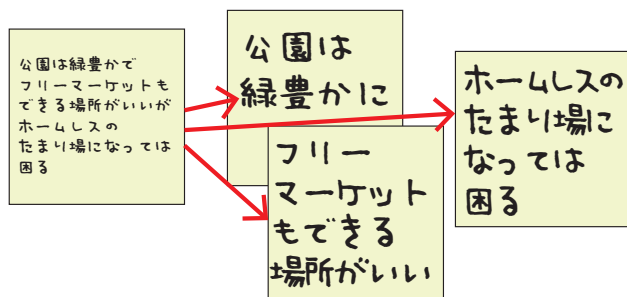 公園は緑豊かで
フリーマーケットも
できる場所がいいが
ホームレスの
たまり場になっては
困る
公園は
緑豊かに
フリー
マーケット
もできる
場所がいい
ホームレスの
たまり場に
なっては
困る